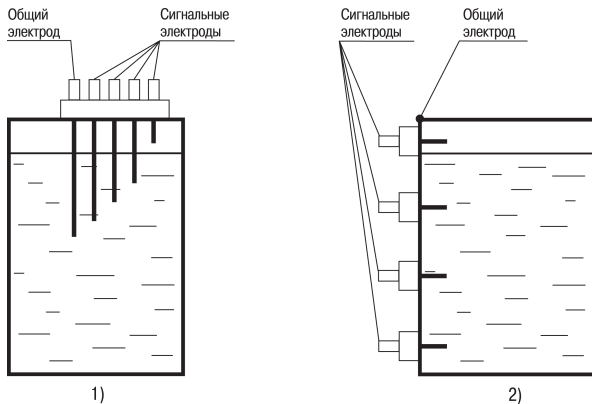 Общий
электрод
Сигнальные
электроды
1)
Сигнальные
электроды
Общий
электрод
2)